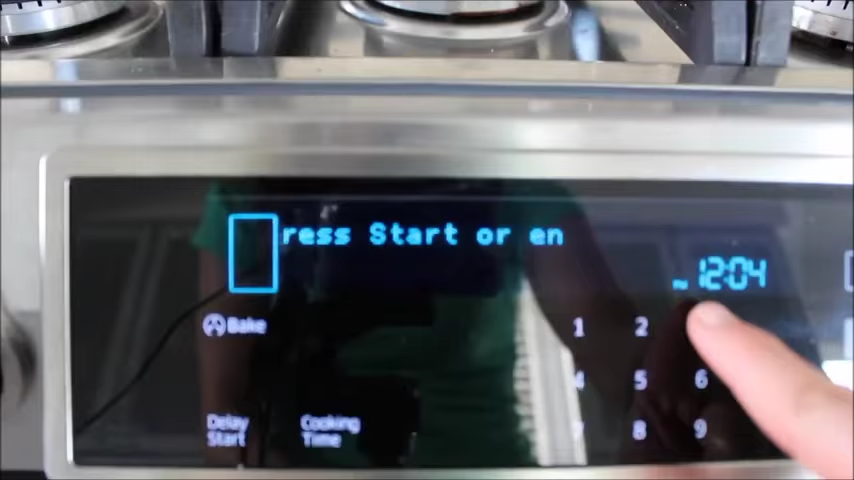 ress Start or en
12:04
Bake
1 2
4 5 6
Delay
Start
Cooking
Time
7 8 9